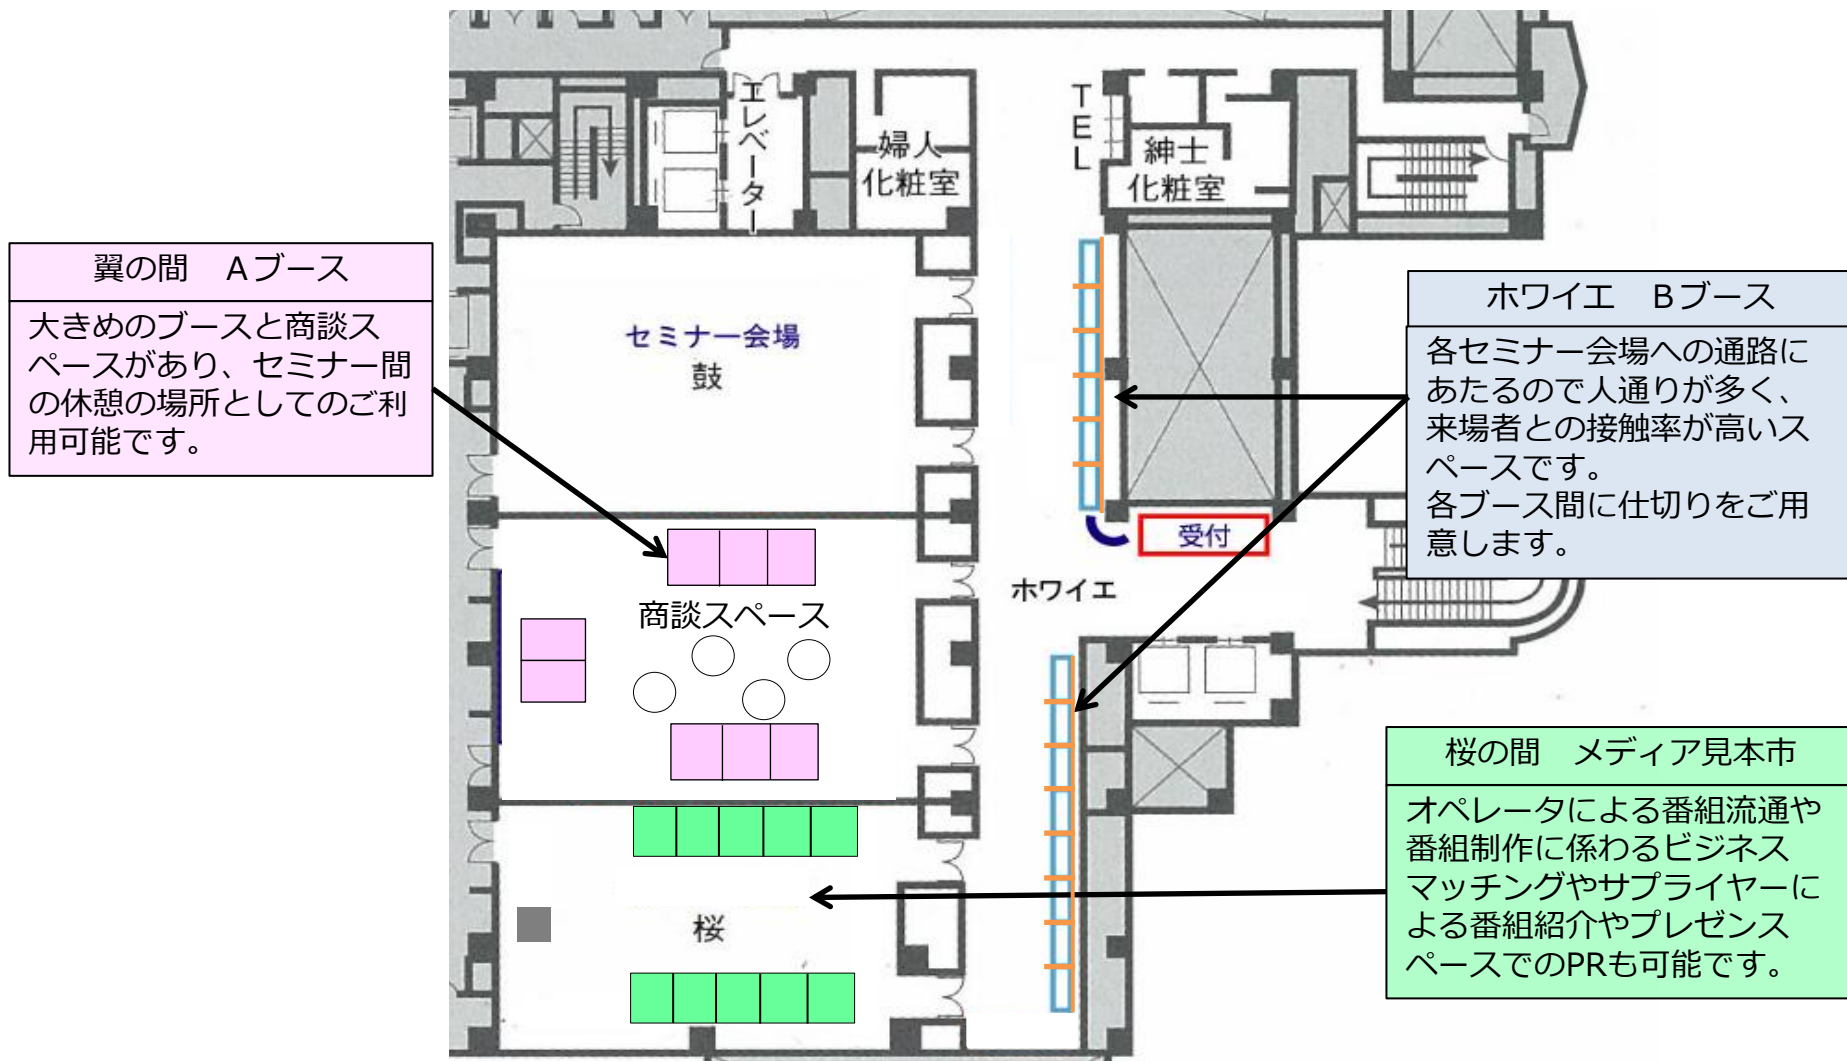 エレベーター
婦人
化粧室
TEL
紳士
化粧室
翼の間　Aブース
大きめのブースと商談ス
ペースがあり、セミナー間
の休憩の場所としてのご利
用可能です。
セミナー会場
鼓
ホワイエ　Bブース
各セミナー会場への通路に
あたるので人通りが多く、
来場者との接触率が高いス
ペースです。
各ブース間に仕切りをご用
意します。
受付
ホワイエ
商談スペース
桜の間　メディア見本市
オペレータによる番組流通や
番組制作に係わるビジネス
マッチングやサプライヤーに
よる番組紹介やプレゼンス
ペースでのPRも可能です。
桜